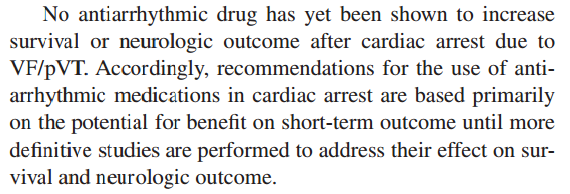 No antiarrhythmic drug has yet been shown to increase
survival or neurologic outcome after cardiac arrest due to
VF/pVT. Accordingly, recommendations for the use of anti-
arrhythmic medications in cardiac arrest are based primarily
on the potential for benefit on short-term outcome until more
definitive studies are performed to address their effect on sur-
vival and neurologic outcome.